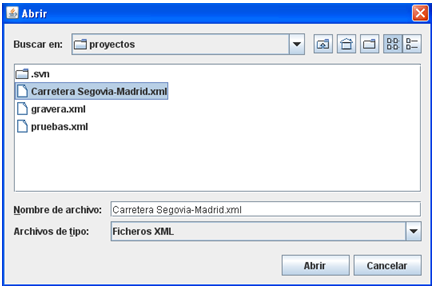 Abrir
Buscar en: proyectos
.svn
Carretera Segovia-Madrid.xml
gravera.xml
pruebas.xml
Nombre de archivo: Carretera Segovia-Madrid.xml
Archivos de tipo: Ficheros XML
Abrir Cancelar